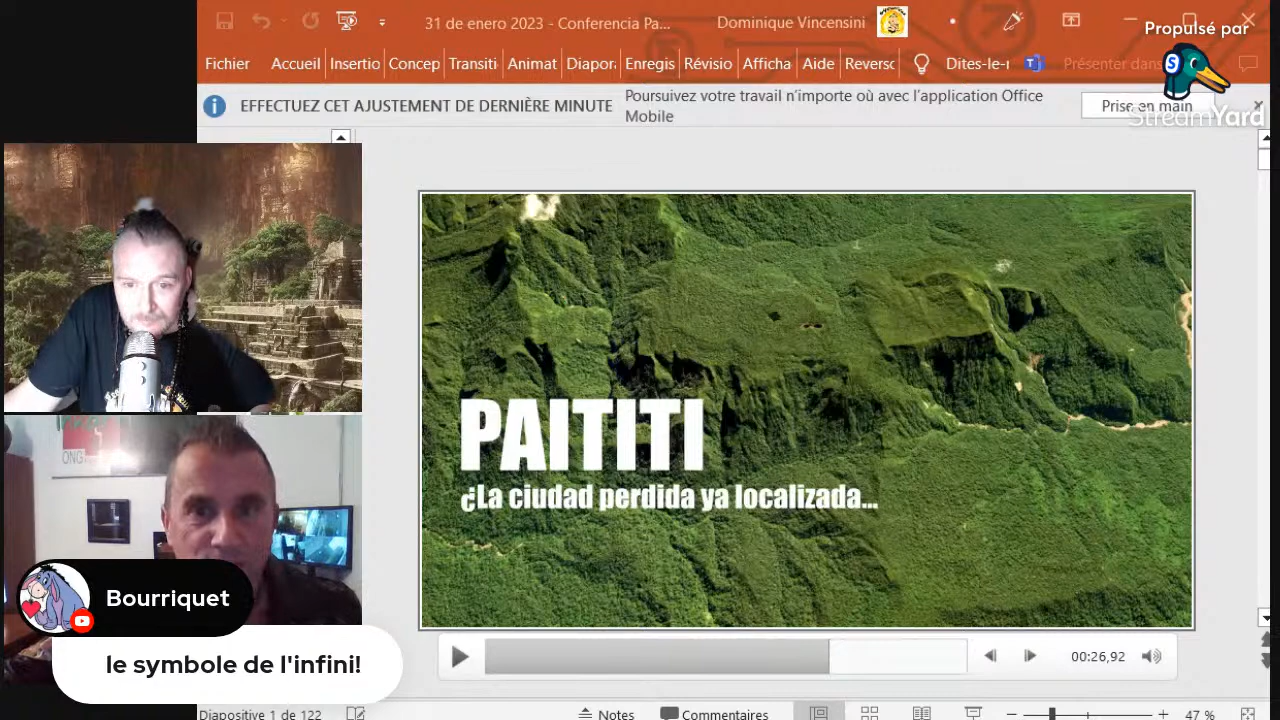 31 de enero 2023 - Conferencia Pa...
Dominique Vincensini
Propulsé par
StreamYard
Fichier Accueil Insertio Concep Transiti Animat Diapor Enregis Révisio Afficha Aide Reverso Dites-le-r Présenter dans
EFFECTUEZ CET AJUSTEMENT DE DERNIÈRE MINUTE
Poursuivez votre travail n'importe où avec l'application Office
Mobile
Prise en main
PAITITI
¿La ciudad perdida ya localizada...
ONG
Bourriquet
le symbole de l'infini!
00:26,92
Diapositive 1 de 122
Notes
Commentaires
47 %